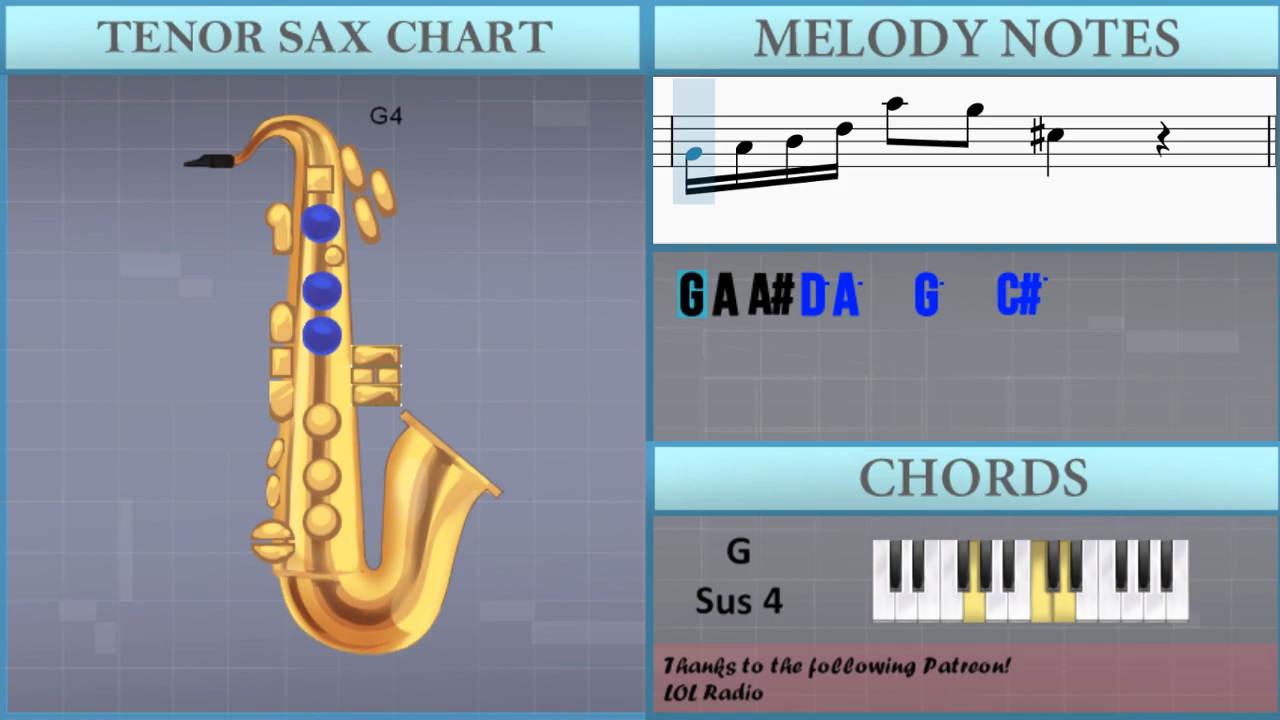 TENOR SAX CHART
G4
MELODY NOTES
G A A# D- A- G- C#-
CHORDS
G
Sus 4
Thanks to the following Patreon!
LOL Radio